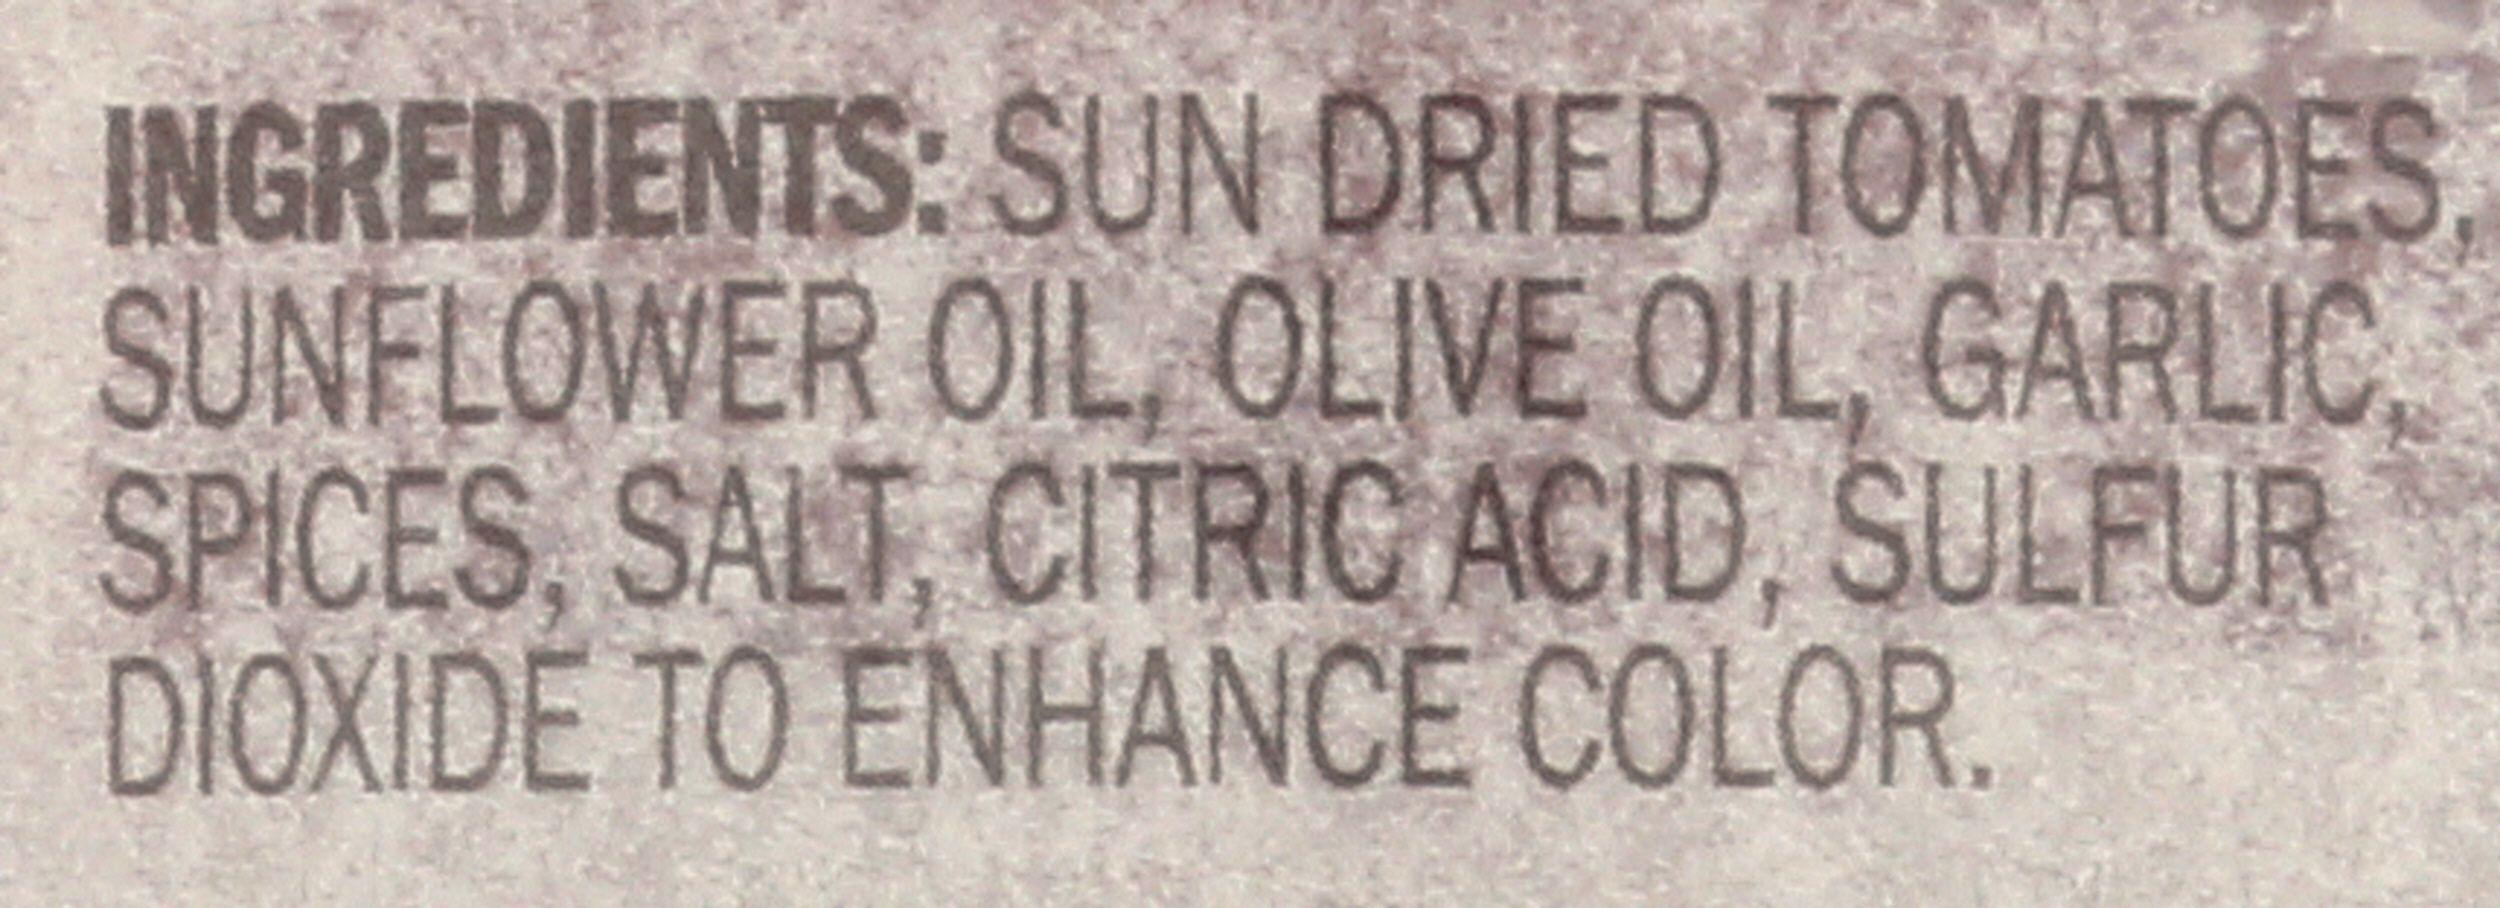 INGREDIENTS: SUN DRIED TOMATOES,
SUNFLOWER OIL, OLIVE OIL, GARLIC,
SPICES, SALT, CITRIC ACID, SULFUR
DIOXIDE TO ENHANCE COLOR.